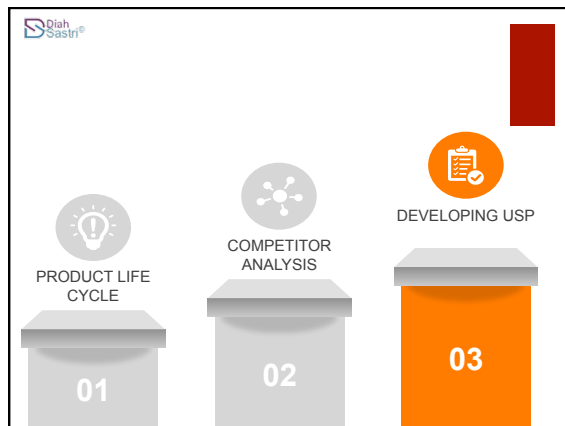 Diah
Sastri©
PRODUCT LIFE
CYCLE
01
COMPETITOR
ANALYSIS
02
DEVELOPING USP
03